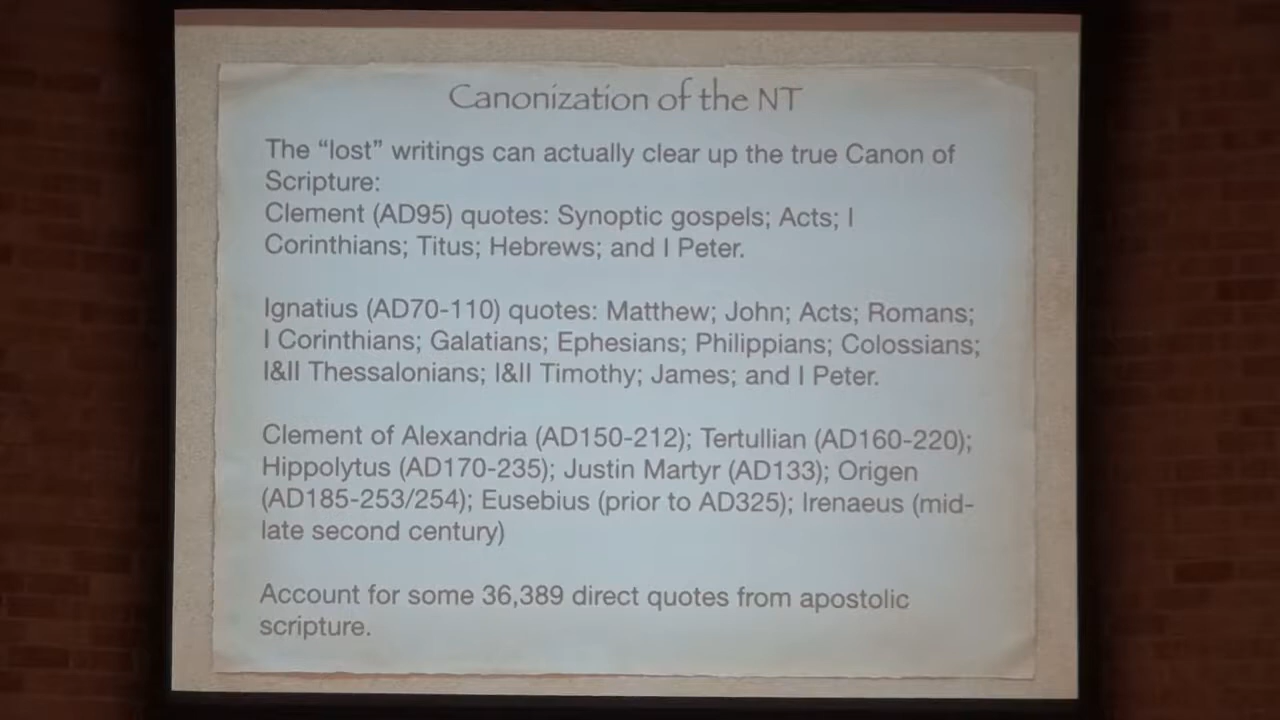 Canonization of the NT
The “lost” writings can actually clear up the true Canon of
Scripture:
Clement (AD95) quotes: Synoptic gospels; Acts; I
Corinthians; Titus; Hebrews; and I Peter.
Ignatius (AD70-110) quotes: Matthew; John; Acts; Romans;
I Corinthians; Galatians; Ephesians; Philippians; Colossians;
I&II Thessalonians; I&II Timothy; James; and I Peter.
Clement of Alexandria (AD150-212); Tertullian (AD160-220);
Hippolytus (AD170-235); Justin Martyr (AD133); Origen
(AD185-253/254); Eusebius (prior to AD325); Irenaeus (mid-
late second century)
Account for some 36,389 direct quotes from apostolic
scripture.